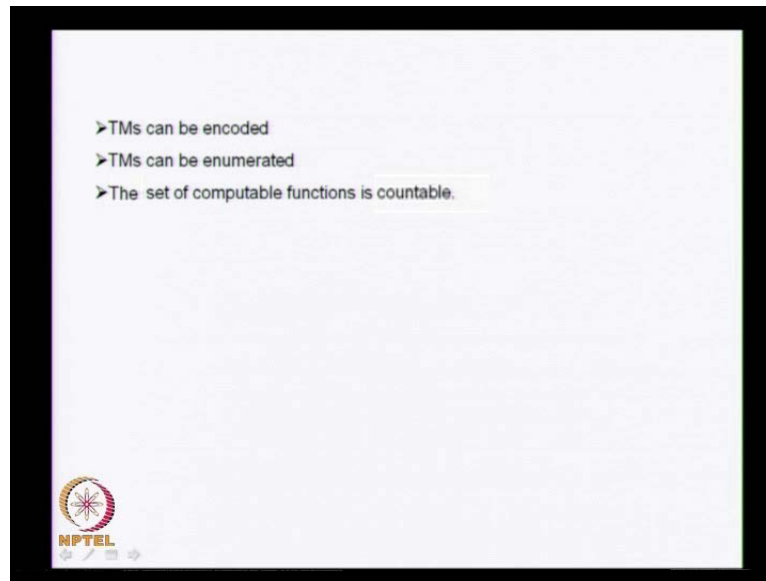 ➢TMs can be encoded
➢TMs can be enumerated
➢The set of computable functions is countable.
NPTEL